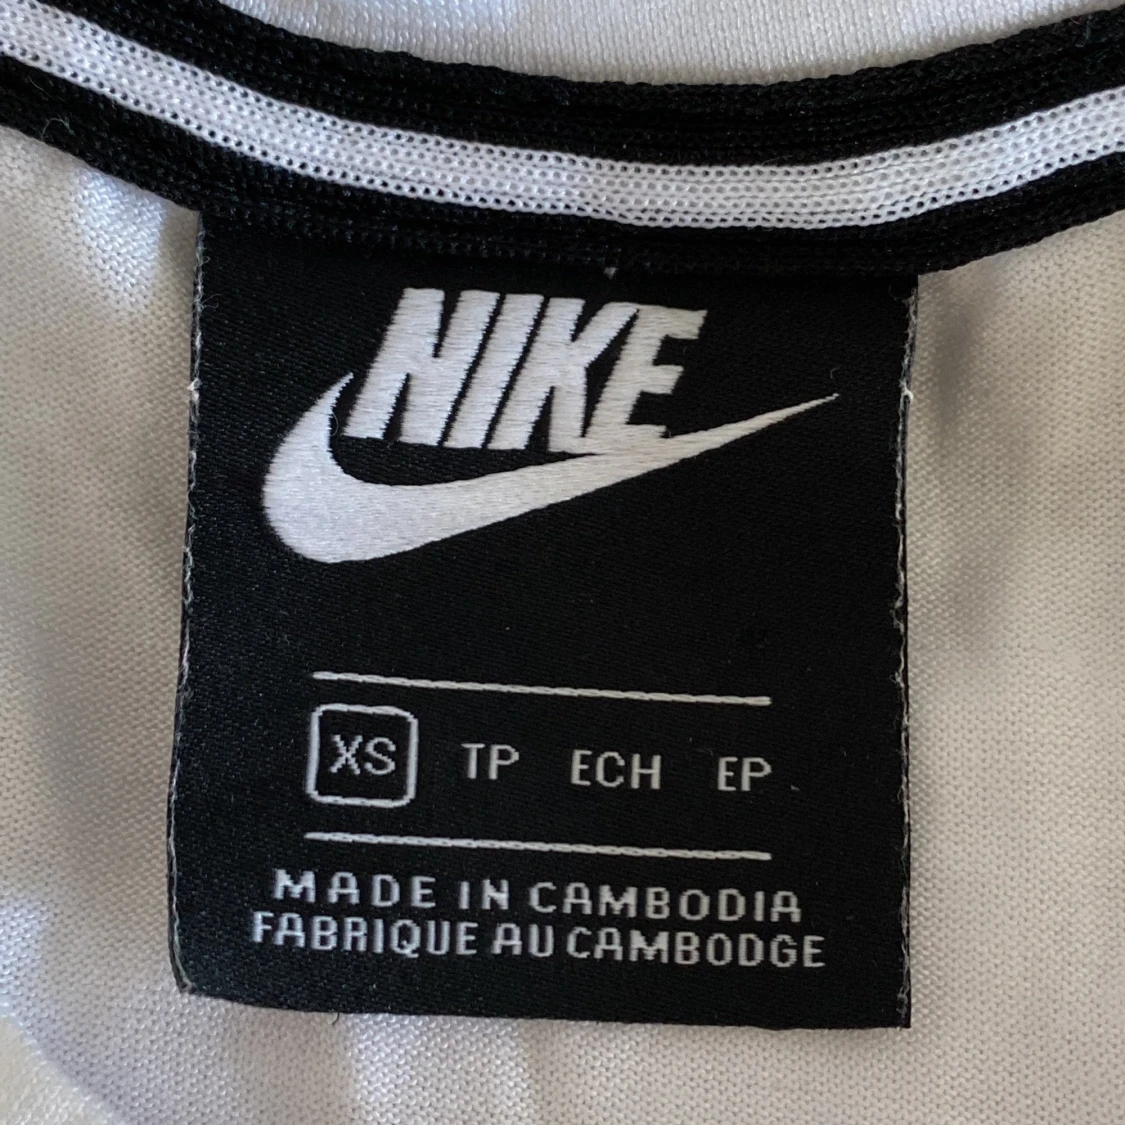 NIKE
XS TP ECH EP
MADE IN CAMBODIA
FABRIQUE AU CAMBODGE